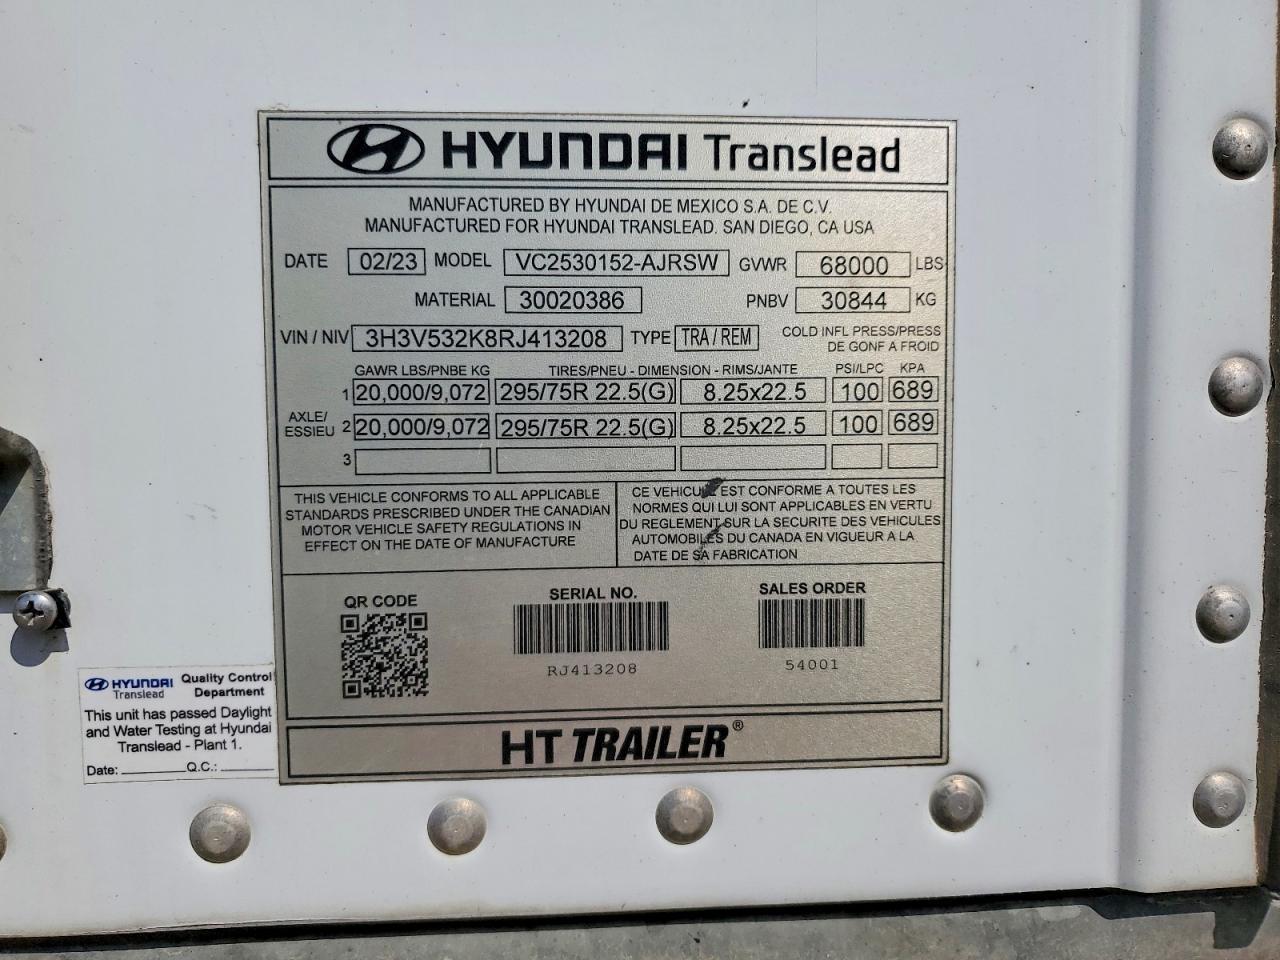 HYUNDAI Translead
MANUFACTURED BY HYUNDAI DE MEXICO S.A. DE C.V.
MANUFACTURED FOR HYUNDAI TRANSLEAD. SAN DIEGO, CA USA
DATE 02/23 MODEL VC2530152-AJRSW GVWR 68000 LBS
MATERIAL 30020386 PNBV 30844 KG
VIN / NIV 3H3V532K8RJ413208 TYPE TRA / REM COLD INFL PRESS/PRESS
DE GONF A FROID
GAWR LBS/PNBE KG TIRES/PNEU - DIMENSION - RIMS/JANTE PSI/LPC KPA
1 20,000/9,072 295/75R 22.5(G) 8.25x22.5 100 689
AXLE/
ESSIEU 2 20,000/9,072 295/75R 22.5(G) 8.25x22.5 100 689
3
THIS VEHICLE CONFORMS TO ALL APPLICABLE
STANDARDS PRESCRIBED UNDER THE CANADIAN
MOTOR VEHICLE SAFETY REGULATIONS IN
EFFECT ON THE DATE OF MANUFACTURE
CE VEHICULE EST CONFORME A TOUTES LES
NORMES QUI LUI SONT APPLICABLES EN VERTU
DU REGLEMENT SUR LA SECURITE DES VEHICULES
AUTOMOBILES DU CANADA EN VIGUEUR A LA
DATE DE SA FABRICATION
QR CODE
SERIAL NO.
RJ413208
SALES ORDER
54001
HT TRAILER®
HYUNDAI Translead Quality Control
Department
This unit has passed Daylight
and Water Testing at Hyundai
Translead - Plant 1.
Date:__________Q.C.:________